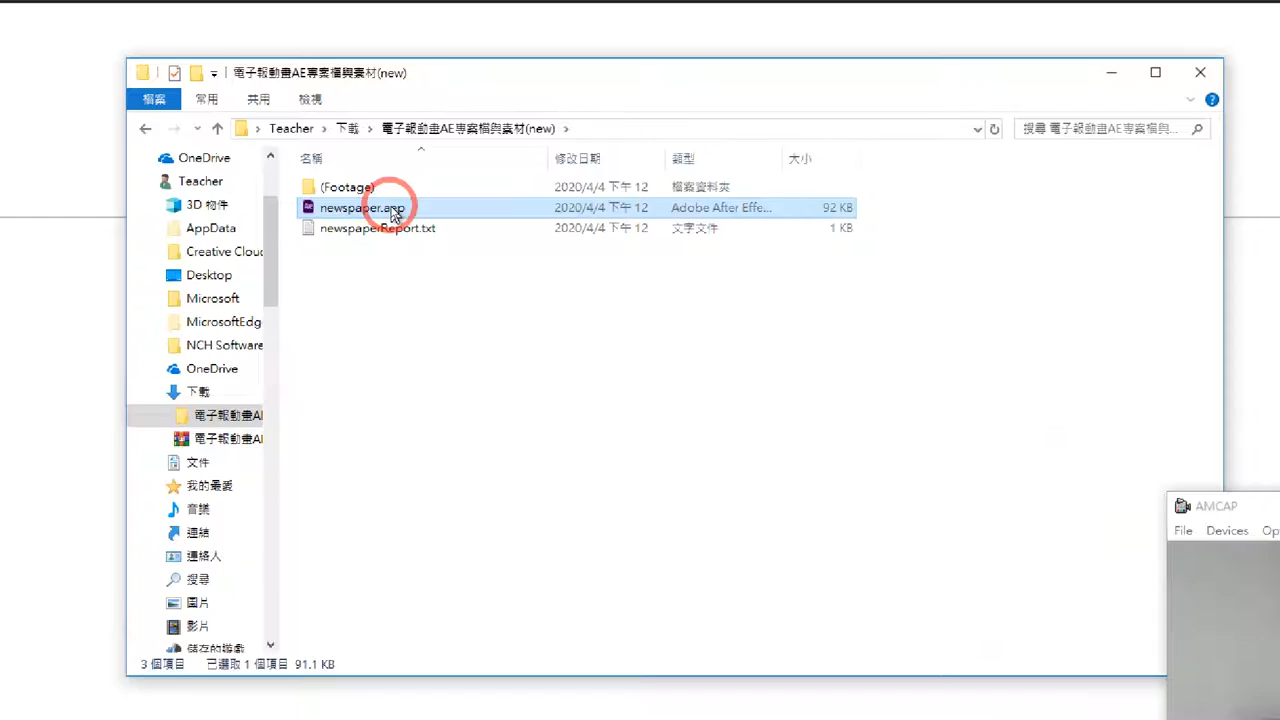 電子報動畫AE專案檔與素材(new)
檔案 常用 共用 檢視
Teacher 下載 電子報動畫AE專案檔與素材(new)
搜尋 電子報動畫AE專案檔與...
名稱 修改日期 類型 大小
(Footage) 2020/4/4 下午 12 檔案資料夾
newspaper.aep 2020/4/4 下午 12 Adobe After Effe... 92 KB
newspaperReport.txt 2020/4/4 下午 12 文字文件 1 KB
OneDrive
Teacher
3D 物件
AppData
Creative Cloud
Desktop
Microsoft
MicrosoftEdg
NCH Software
OneDrive
下載
電子報動畫AE
電子報動畫AE
文件
我的最愛
音樂
連結
連絡人
搜尋
圖片
影片
儲存的遊戲
3 個項目 已選取 1 個項目 91.1 KB
AMCAP
File Devices Op